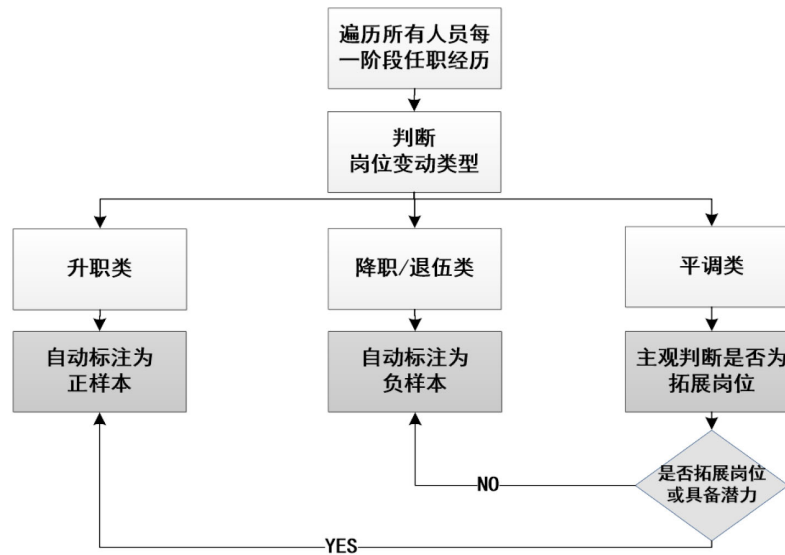 遍历所有人员每
一阶段任职经历
判断
岗位变动类型
升职类
降职/退伍类
平调类
自动标注为
正样本
自动标注为
负样本
主观判断是否为
拓展岗位
是否拓展岗位
或具备潜力
NO
YES